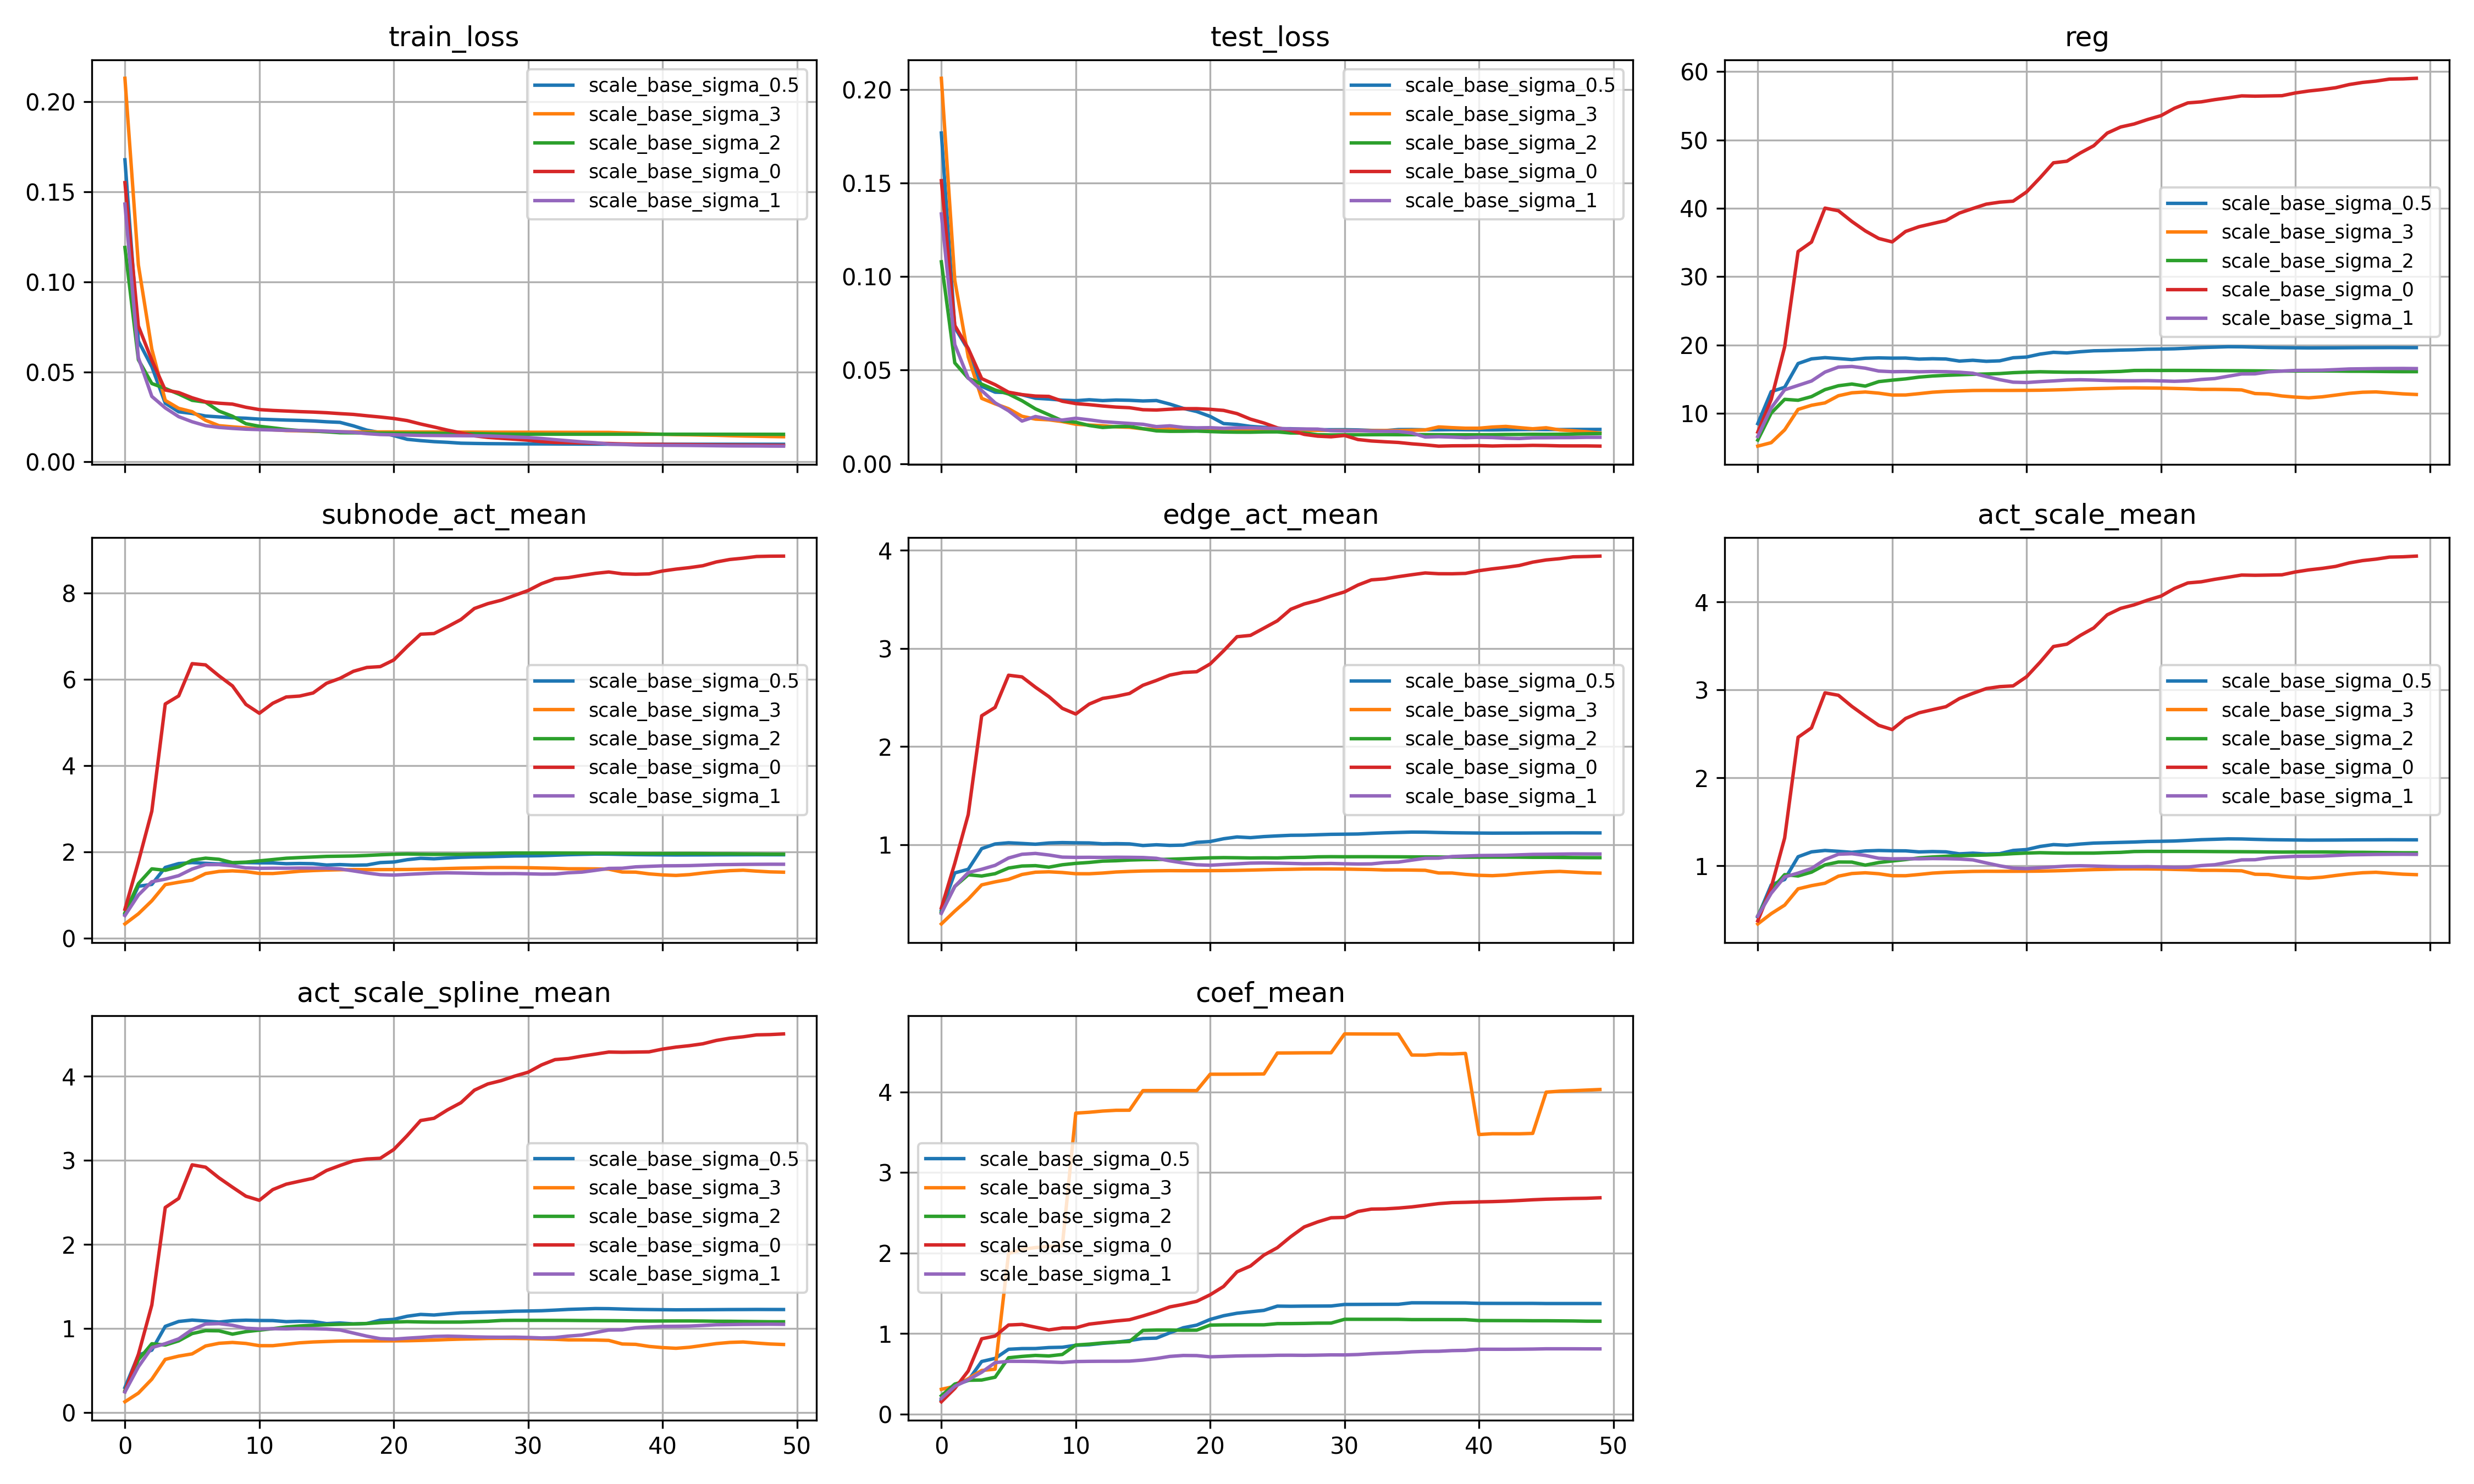 train_loss
0.20
0.15
0.10
0.05
0.00
scale_base_sigma_0.5
scale_base_sigma_3
scale_base_sigma_2
scale_base_sigma_0
scale_base_sigma_1
test_loss
0.20
0.15
0.10
0.05
0.00
scale_base_sigma_0.5
scale_base_sigma_3
scale_base_sigma_2
scale_base_sigma_0
scale_base_sigma_1
reg
60
50
40
30
20
10
scale_base_sigma_0.5
scale_base_sigma_3
scale_base_sigma_2
scale_base_sigma_0
scale_base_sigma_1
subnode_act_mean
8
6
4
2
0
scale_base_sigma_0.5
scale_base_sigma_3
scale_base_sigma_2
scale_base_sigma_0
scale_base_sigma_1
edge_act_mean
4
3
2
1
scale_base_sigma_0.5
scale_base_sigma_3
scale_base_sigma_2
scale_base_sigma_0
scale_base_sigma_1
act_scale_mean
4
3
2
1
scale_base_sigma_0.5
scale_base_sigma_3
scale_base_sigma_2
scale_base_sigma_0
scale_base_sigma_1
act_scale_spline_mean
4
3
2
1
0
scale_base_sigma_0.5
scale_base_sigma_3
scale_base_sigma_2
scale_base_sigma_0
scale_base_sigma_1
0 10 20 30 40 50
coef_mean
4
3
2
1
0
scale_base_sigma_0.5
scale_base_sigma_3
scale_base_sigma_2
scale_base_sigma_0
scale_base_sigma_1
0 10 20 30 40 50